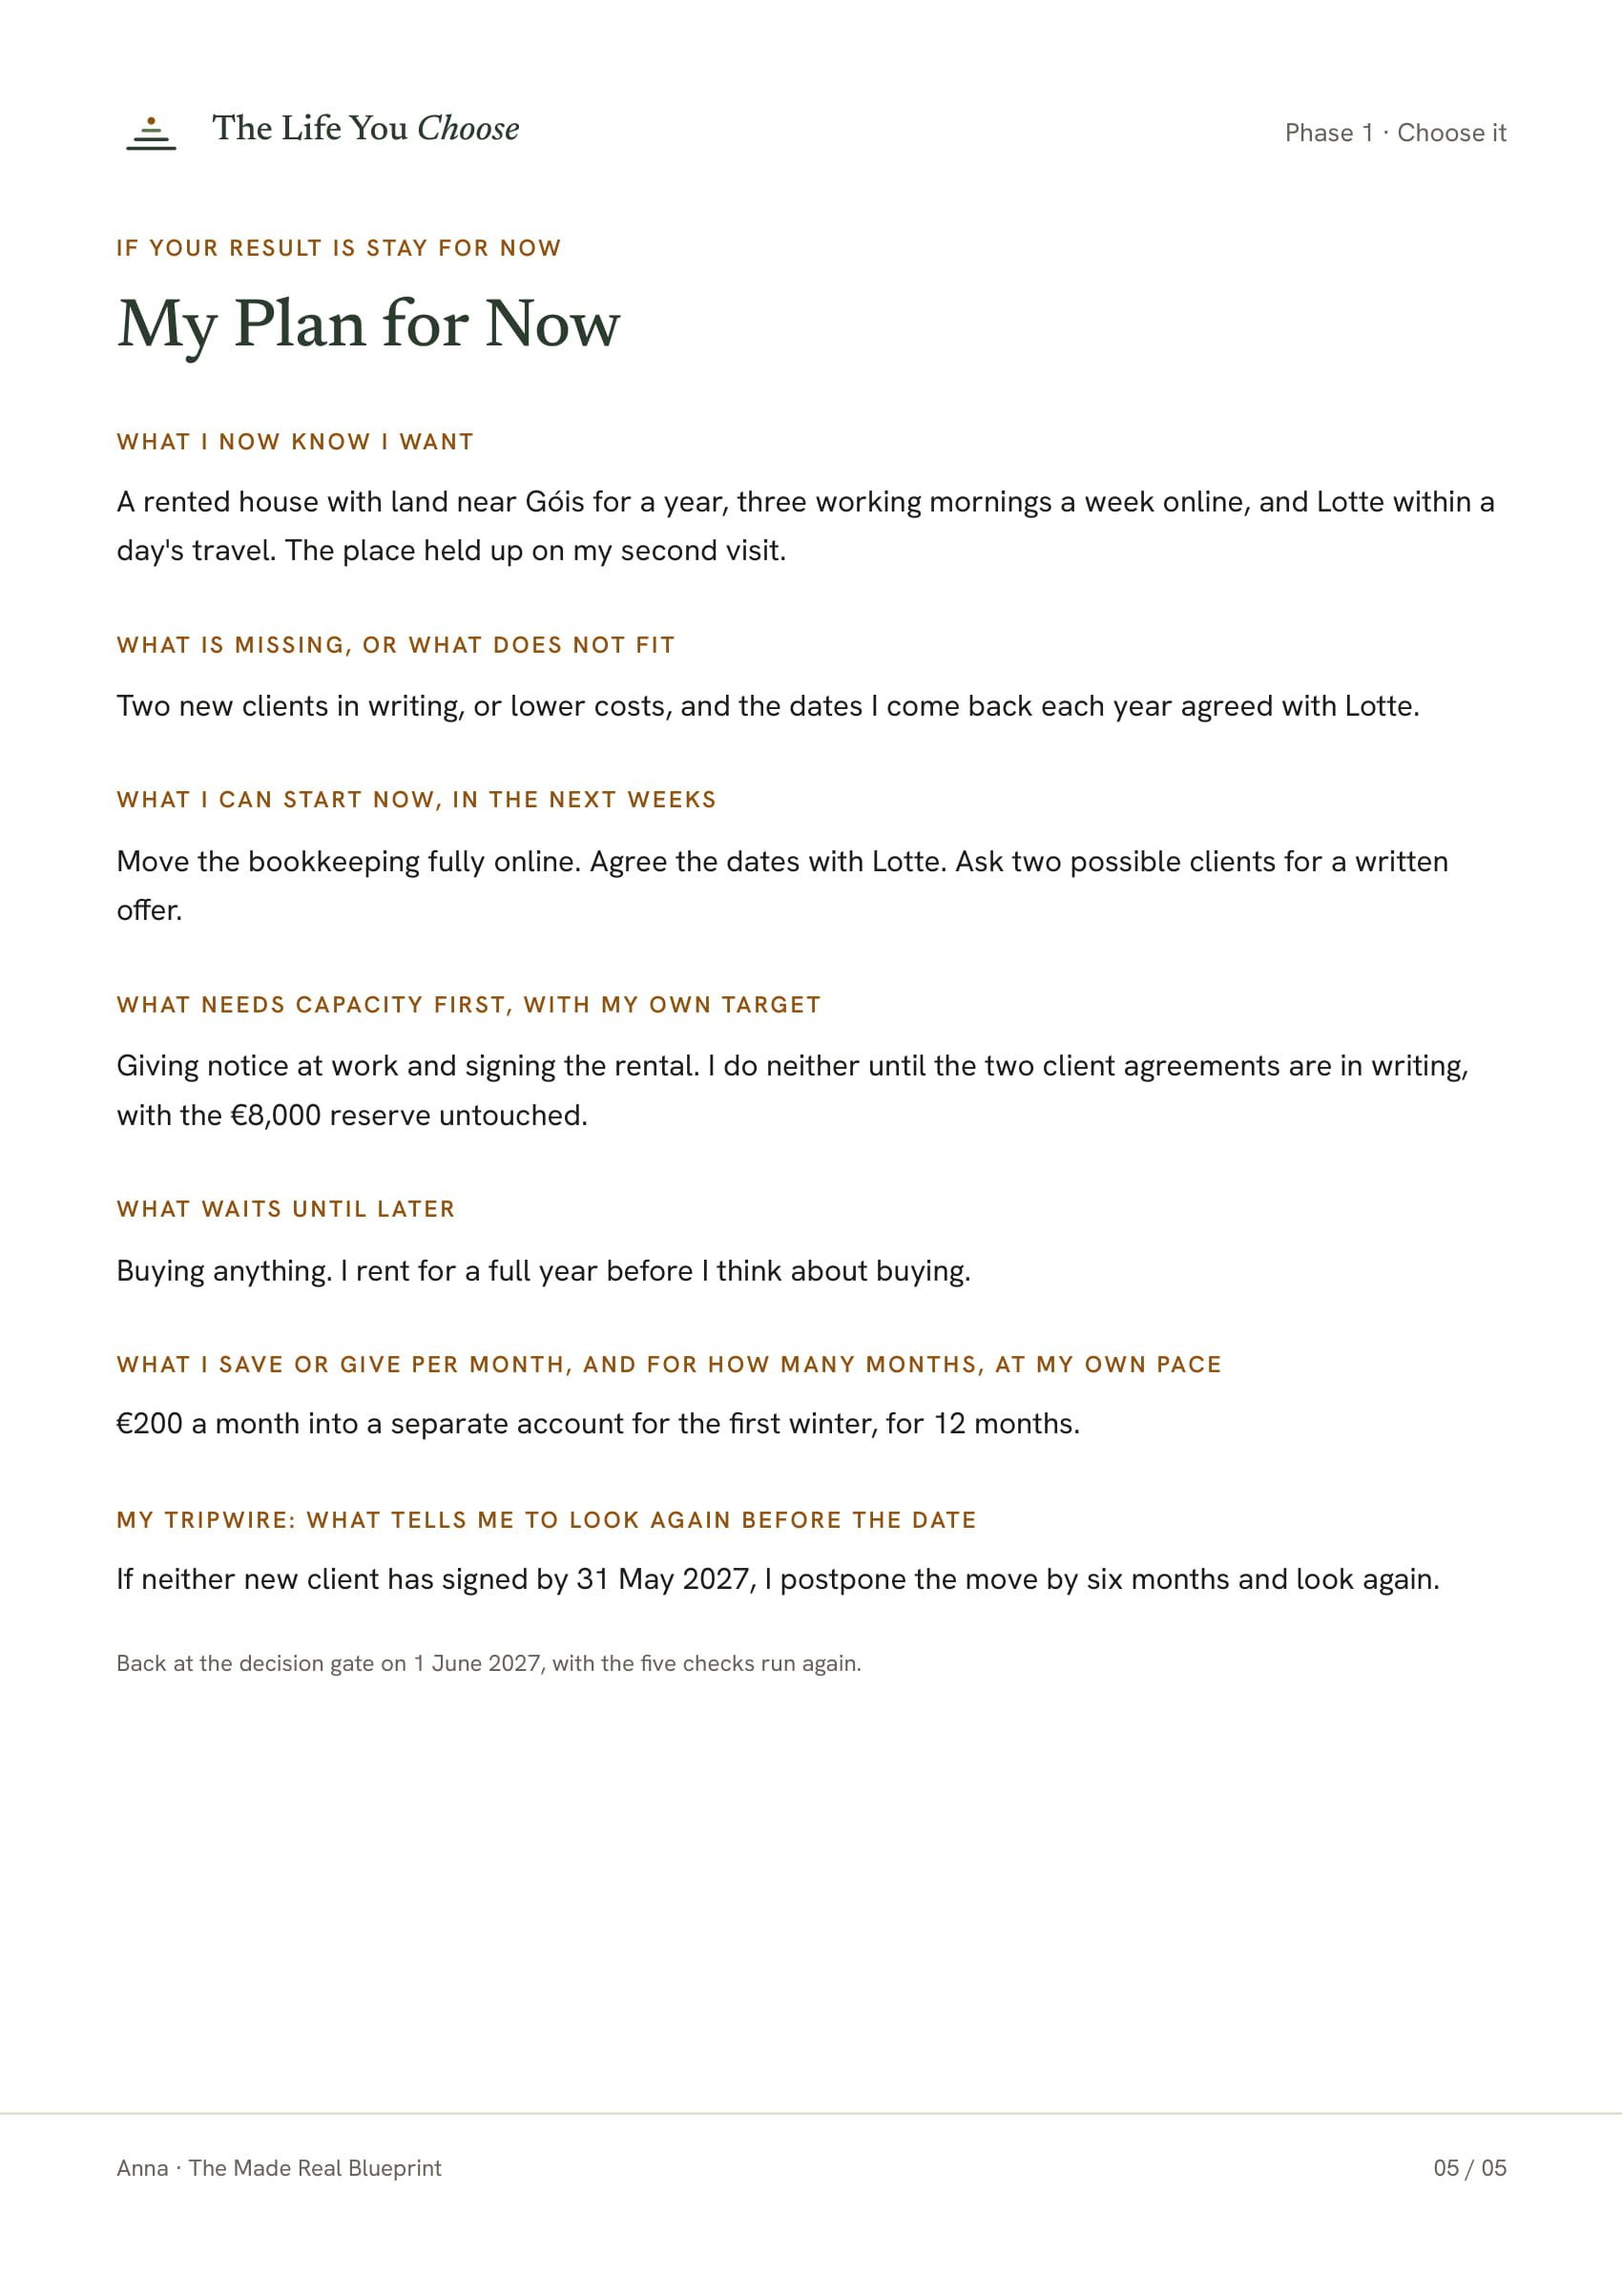 The Life You Choose
Phase 1 · Choose it
IF YOUR RESULT IS STAY FOR NOW
My Plan for Now
WHAT I NOW KNOW I WANT
A rented house with land near Góis for a year, three working mornings a week online, and Lotte within a
day's travel. The place held up on my second visit.
WHAT IS MISSING, OR WHAT DOES NOT FIT
Two new clients in writing, or lower costs, and the dates I come back each year agreed with Lotte.
WHAT I CAN START NOW, IN THE NEXT WEEKS
Move the bookkeeping fully online. Agree the dates with Lotte. Ask two possible clients for a written
offer.
WHAT NEEDS CAPACITY FIRST, WITH MY OWN TARGET
Giving notice at work and signing the rental. I do neither until the two client agreements are in writing,
with the €8,000 reserve untouched.
WHAT WAITS UNTIL LATER
Buying anything. I rent for a full year before I think about buying.
WHAT I SAVE OR GIVE PER MONTH, AND FOR HOW MANY MONTHS, AT MY OWN PACE
€200 a month into a separate account for the first winter, for 12 months.
MY TRIPWIRE: WHAT TELLS ME TO LOOK AGAIN BEFORE THE DATE
If neither new client has signed by 31 May 2027, I postpone the move by six months and look again.
Back at the decision gate on 1 June 2027, with the five checks run again.
Anna · The Made Real Blueprint
05 / 05